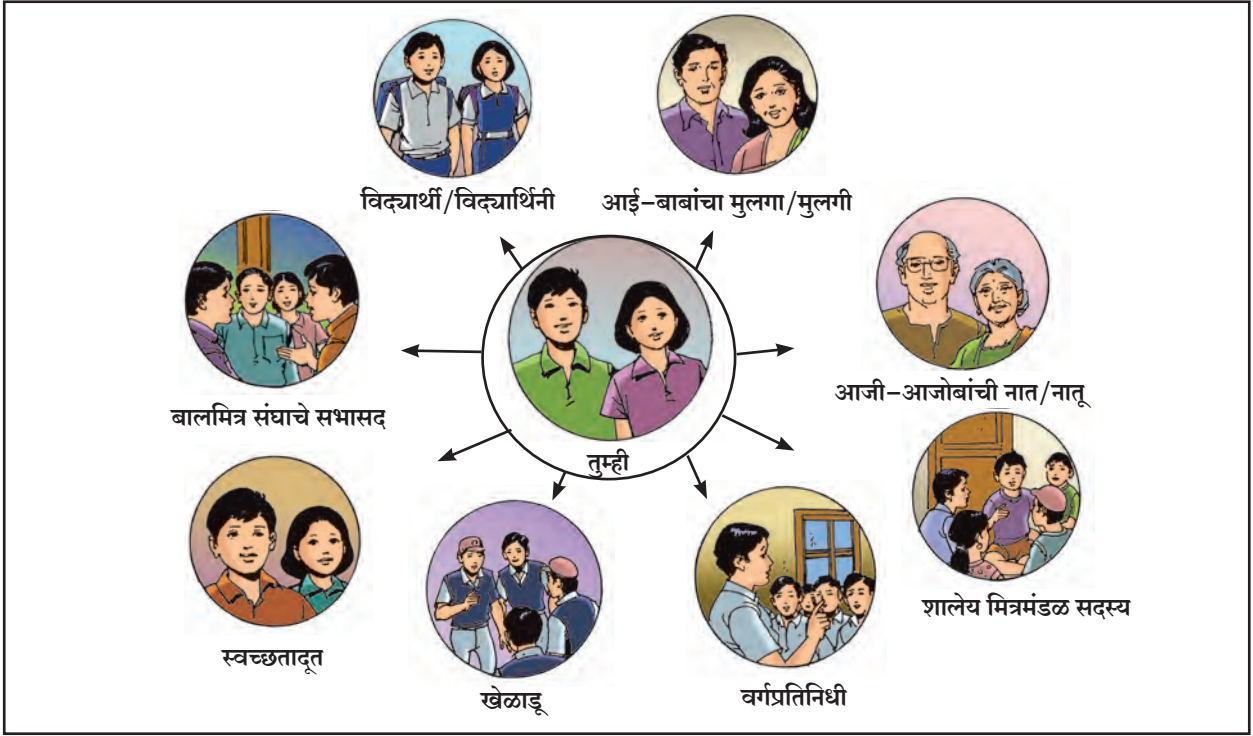 विद्यार्थी/विद्यार्थिनी
आई-बाबांचा मुलगा/मुलगी
आजी-आजोबांची नात/नातू
बालमित्र संघाचे सभासद
तुम्ही
शालेय मित्रमंडळ सदस्य
स्वच्छतादूत
खेळाडू
वर्गप्रतिनिधी